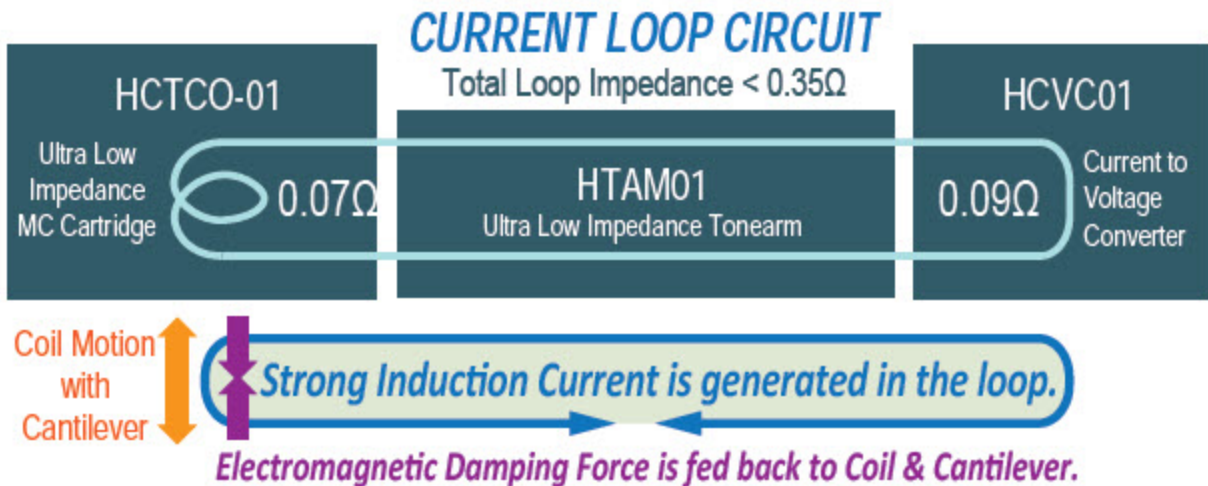 CURRENT LOOP CIRCUIT
Total Loop Impedance < 0.35Ω
HCTCO-01
Ultra Low
Impedance
MC Cartridge
0.07Ω
HTAM01
Ultra Low Impedance Tonearm
HCVC01
0.09Ω
Current to
Voltage
Converter
Coil Motion
with
Cantilever
Strong Induction Current is generated in the loop.
Electromagnetic Damping Force is fed back to Coil & Cantilever.